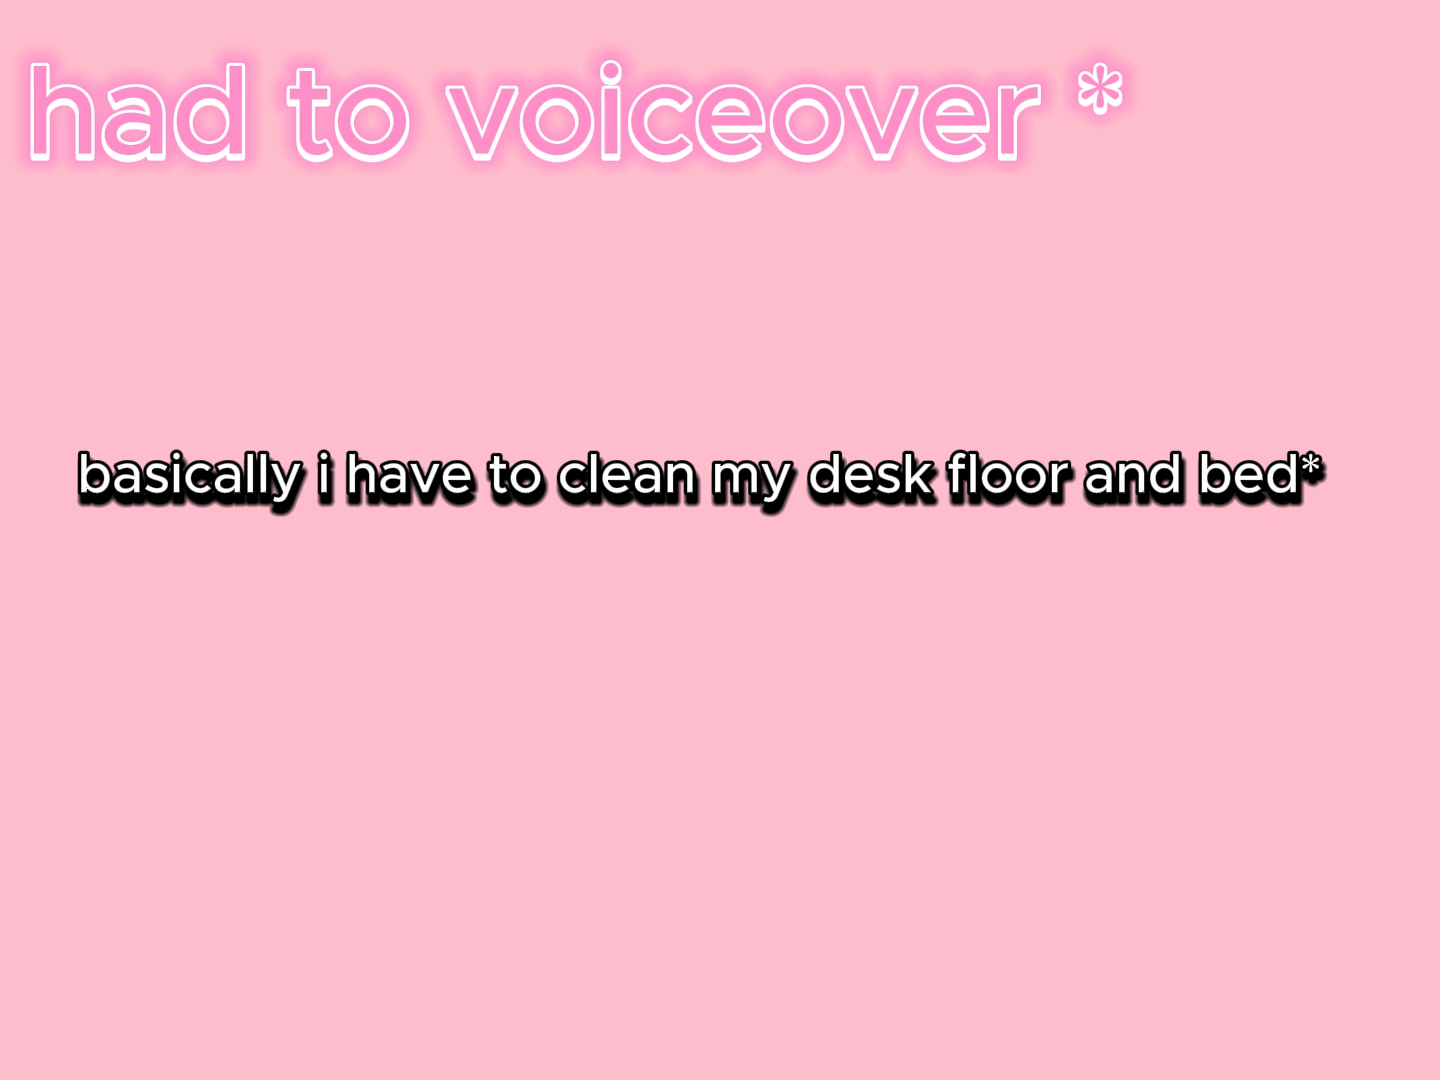 had to voiceover *
basically i have to clean my desk floor and bed*